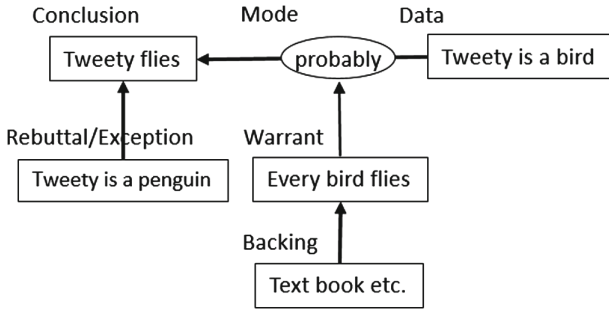 Conclusion
Mode
Data
Tweety flies
probably
Tweety is a bird
Rebuttal/Exception
Warrant
Tweety is a penguin
Every bird flies
Backing
Text book etc.